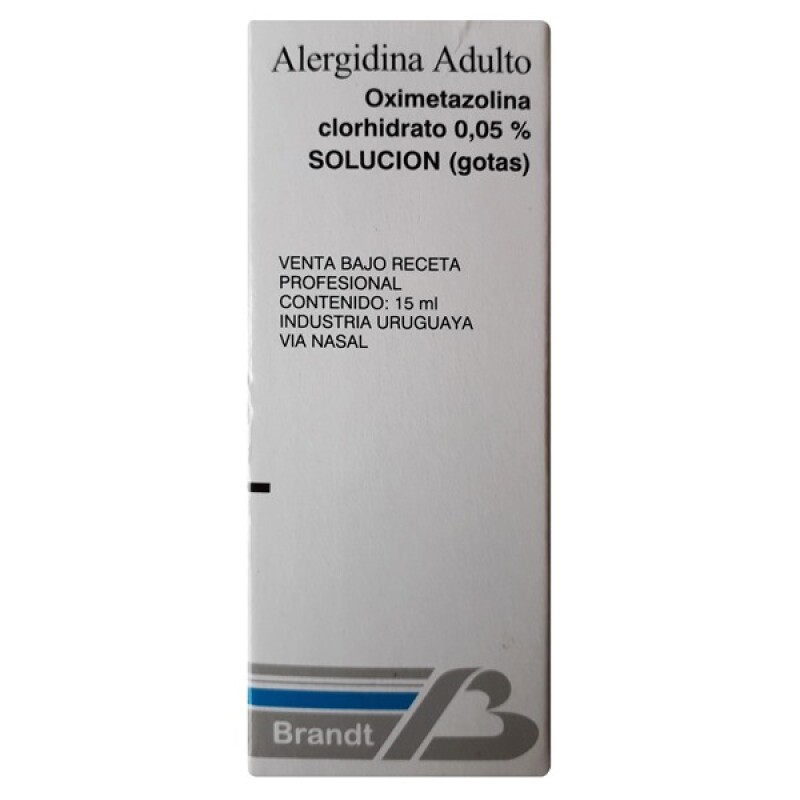 Alergidina Adulto
Oximetazolina
clorhidrato 0,05 %
SOLUCION (gotas)
VENTA BAJO RECETA
PROFESIONAL
CONTENIDO: 15 ml
INDUSTRIA URUGUAYA
VIA NASAL
Brandt